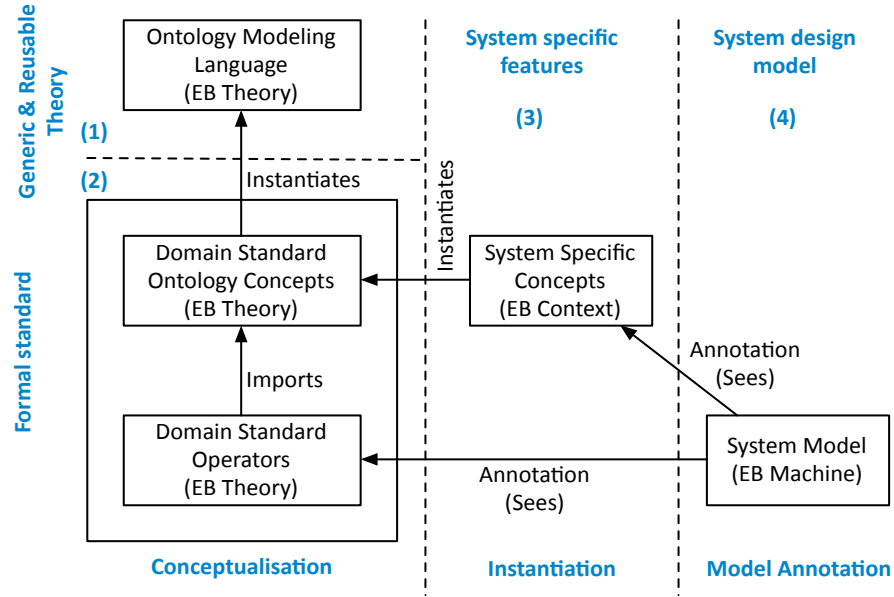 Generic & Reusable
Theory
(1)
Ontology Modeling
Language
(EB Theory)
System specific
features
(3)
System design
model
(4)
(2)
Instantiates
Formal standard
Domain Standard
Ontology Concepts
(EB Theory)
Instantiates
System Specific
Concepts
(EB Context)
Imports
Annotation
(Sees)
Domain Standard
Operators
(EB Theory)
Annotation
(Sees)
System Model
(EB Machine)
Conceptualisation
Instantiation
Model Annotation